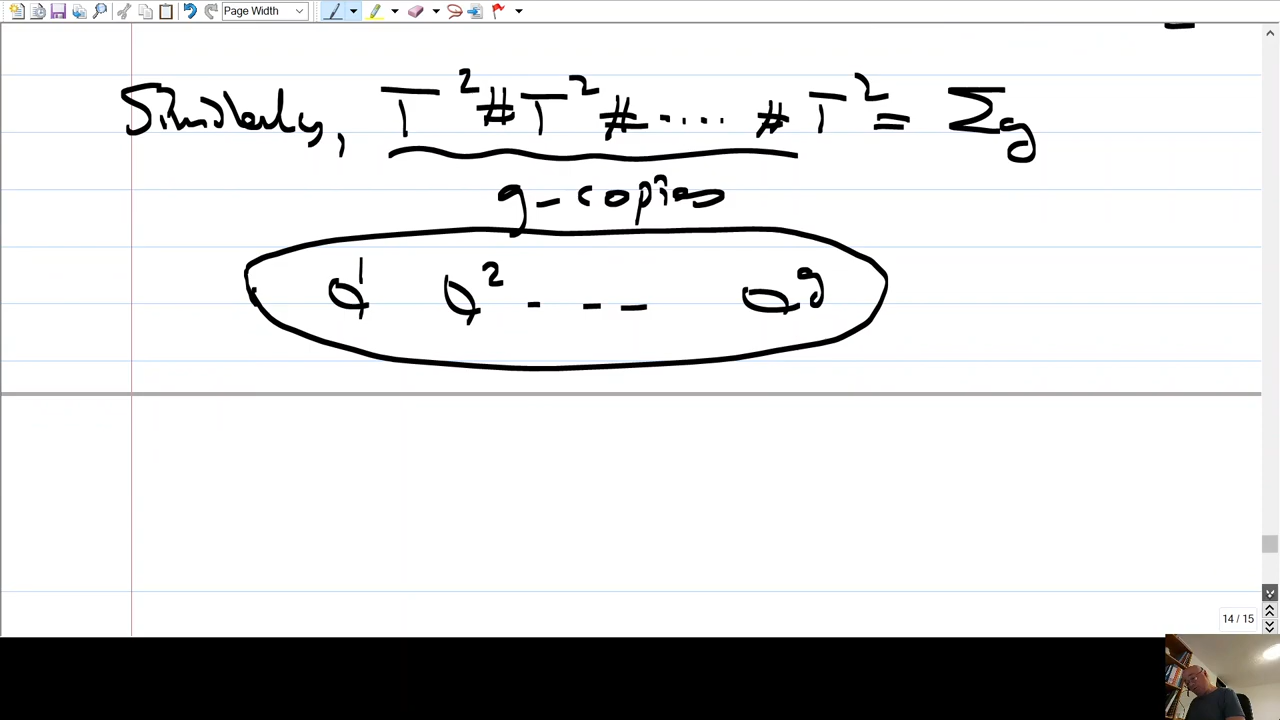 Page Width
Similarly, T² # T² # .... # T² = Σg
g - copies
1 2 - - - g
14 / 15